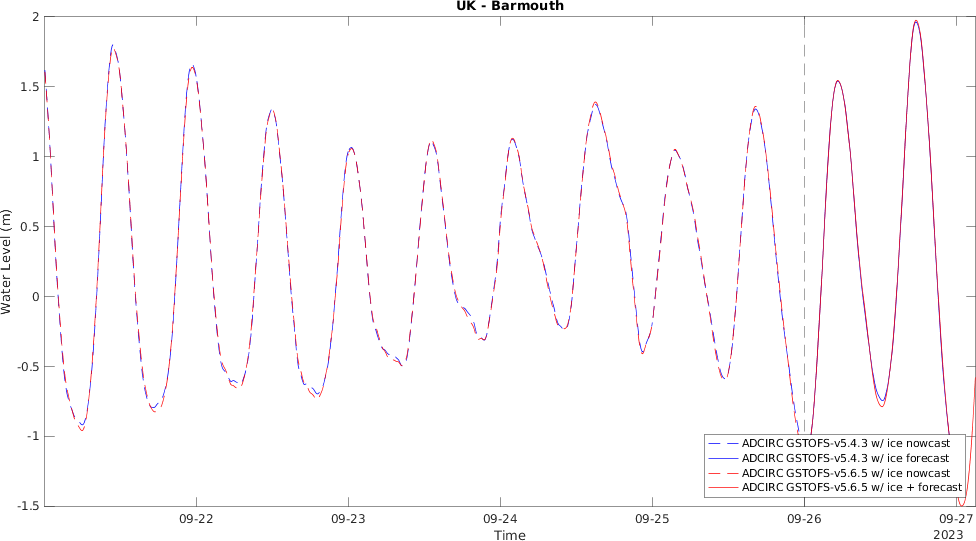 UK - Barmouth
2
1.5
1
0.5
0
-0.5
-1
-1.5
Water Level (m)
ADCIRC GSTOFS-v5.4.3 w/ ice nowcast
ADCIRC GSTOFS-v5.4.3 w/ ice forecast
ADCIRC GSTOFS-v5.6.5 w/ ice nowcast
ADCIRC GSTOFS-v5.6.5 w/ ice + forecast
09-22 09-23 09-24 09-25 09-26 09-27
Time
2023